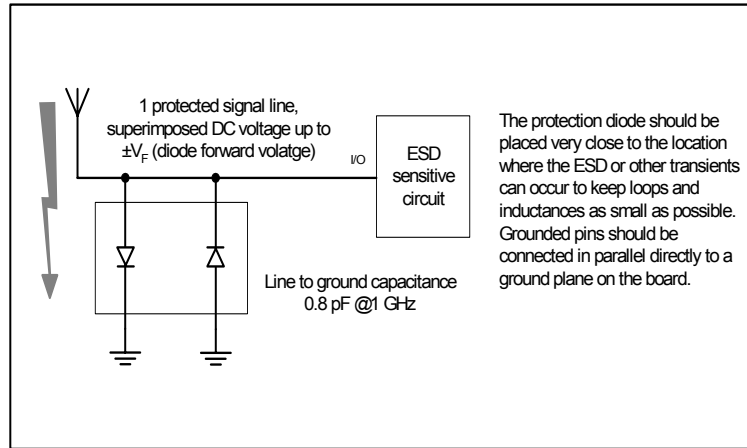 1 protected signal line,
superimposed DC voltage up to
±VF (diode forward volatge)
I/O
ESD
sensitive
circuit
Line to ground capacitance
0.8 pF @1 GHz
The protection diode should be
placed very close to the location
where the ESD or other transients
can occur to keep loops and
inductances as small as possible.
Grounded pins should be
connected in parallel directly to a
ground plane on the board.